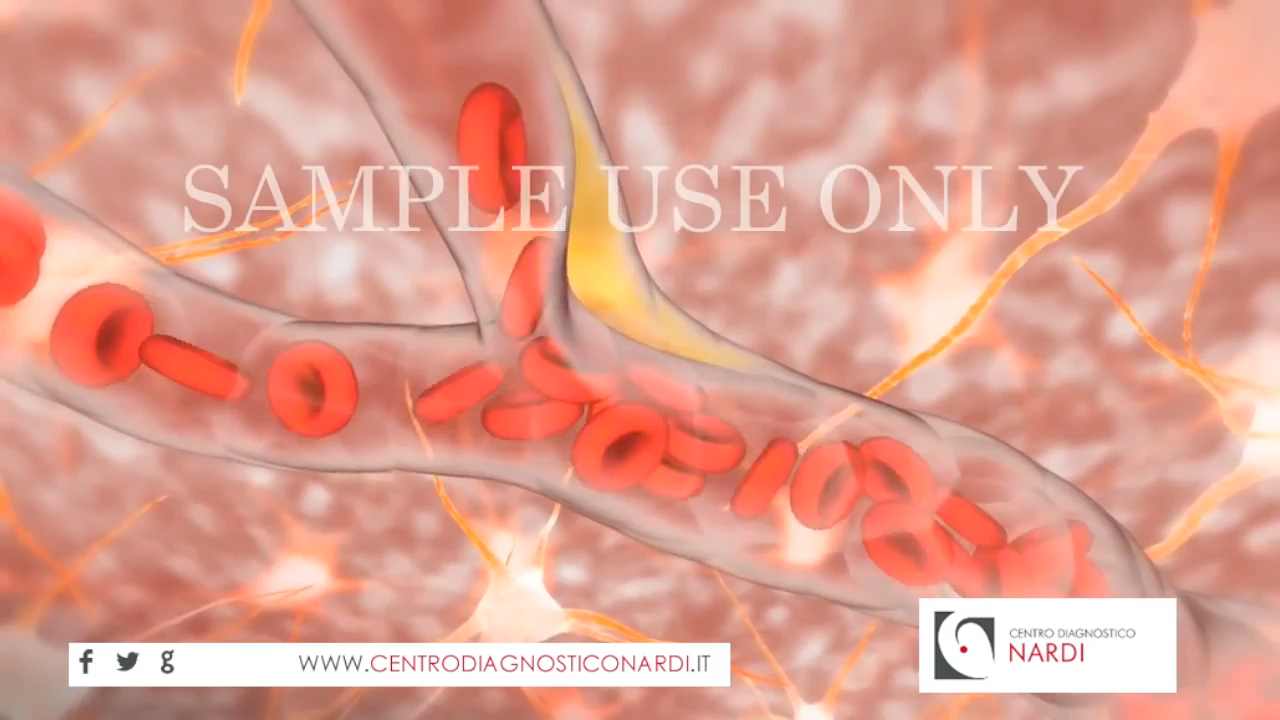 SAMPLE USE ONLY
WWW.CENTRODIAGNOSTICONARDI.IT
CENTRO DIAGNOSTICO
NARDI